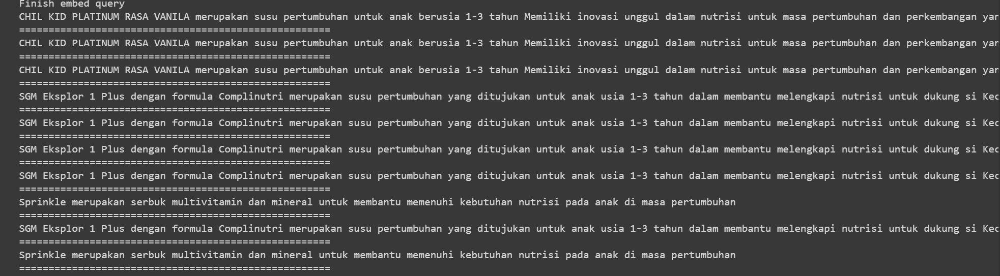 Finish embed query
CHIL KID PLATINUM RASA VANILA merupakan susu pertumbuhan untuk anak berusia 1-3 tahun Memiliki inovasi unggul dalam nutrisi untuk masa pertumbuhan dan perkembangan yan
=====================================================
CHIL KID PLATINUM RASA VANILA merupakan susu pertumbuhan untuk anak berusia 1-3 tahun Memiliki inovasi unggul dalam nutrisi untuk masa pertumbuhan dan perkembangan yan
=====================================================
CHIL KID PLATINUM RASA VANILA merupakan susu pertumbuhan untuk anak berusia 1-3 tahun Memiliki inovasi unggul dalam nutrisi untuk masa pertumbuhan dan perkembangan yan
=====================================================
SGM Eksplor 1 Plus dengan formula Complinutri merupakan susu pertumbuhan yang ditujukan untuk anak usia 1-3 tahun dalam membantu melengkapi nutrisi untuk dukung si Kec
=====================================================
SGM Eksplor 1 Plus dengan formula Complinutri merupakan susu pertumbuhan yang ditujukan untuk anak usia 1-3 tahun dalam membantu melengkapi nutrisi untuk dukung si Kec
=====================================================
SGM Eksplor 1 Plus dengan formula Complinutri merupakan susu pertumbuhan yang ditujukan untuk anak usia 1-3 tahun dalam membantu melengkapi nutrisi untuk dukung si Kec
=====================================================
SGM Eksplor 1 Plus dengan formula Complinutri merupakan susu pertumbuhan yang ditujukan untuk anak usia 1-3 tahun dalam membantu melengkapi nutrisi untuk dukung si Kec
=====================================================
Sprinkle merupakan serbuk multivitamin dan mineral untuk membantu memenuhi kebutuhan nutrisi pada anak di masa pertumbuhan
=====================================================
SGM Eksplor 1 Plus dengan formula Complinutri merupakan susu pertumbuhan yang ditujukan untuk anak usia 1-3 tahun dalam membantu melengkapi nutrisi untuk dukung si Kec
=====================================================
Sprinkle merupakan serbuk multivitamin dan mineral untuk membantu memenuhi kebutuhan nutrisi pada anak di masa pertumbuhan
=====================================================